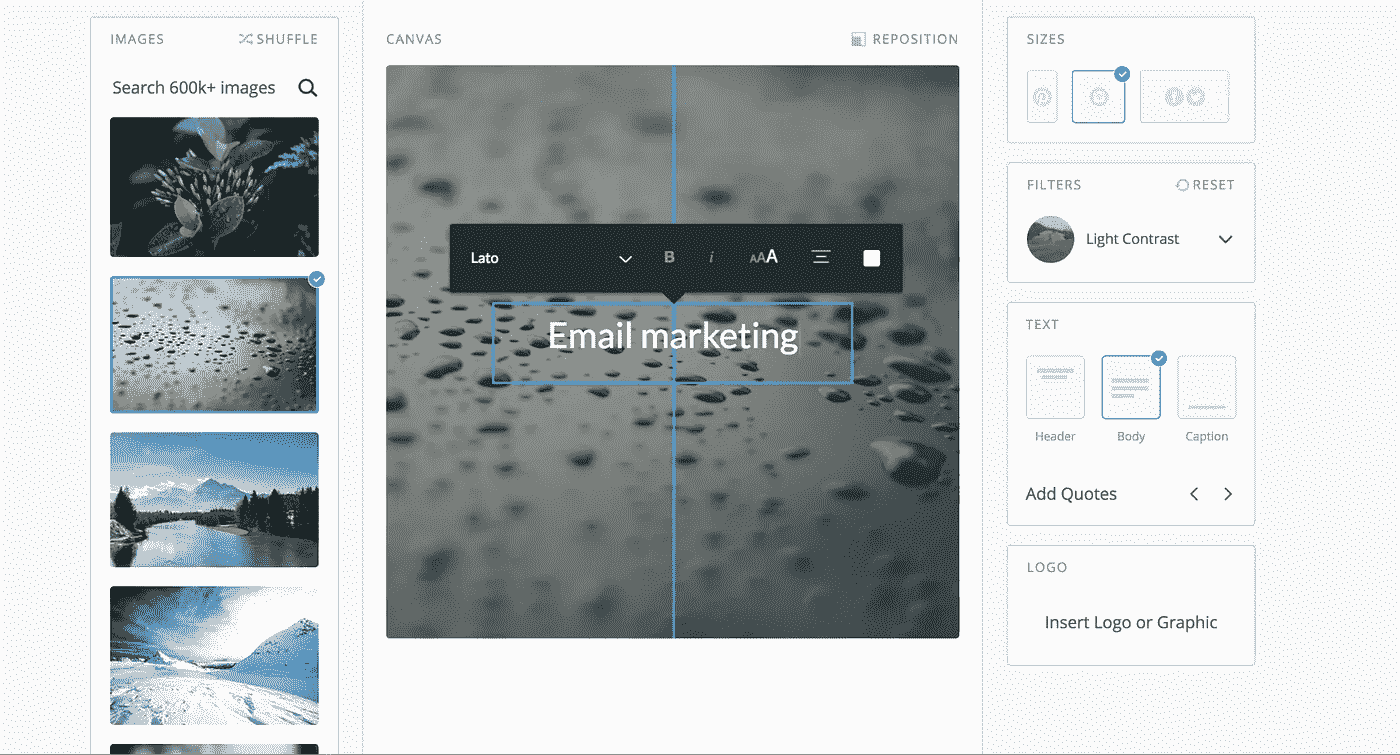 IMAGES
SHUFFLE
Search 600k+ images
CANVAS
REPOSITION
Lato
B
i
AAA
Email marketing
SIZES
FILTERS
RESET
Light Contrast
TEXT
Header
Body
Caption
Add Quotes
LOGO
Insert Logo or Graphic